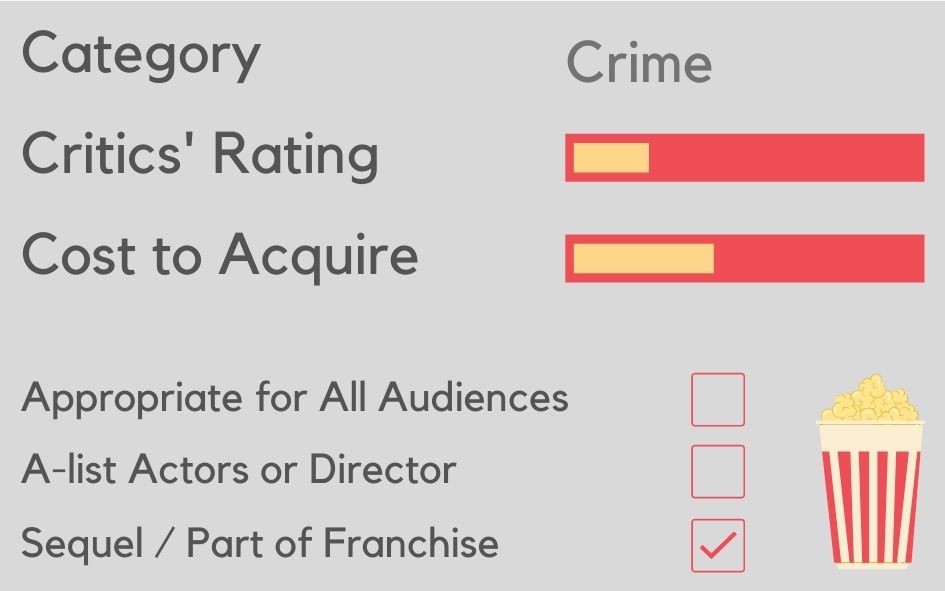 Category
Crime
Critics' Rating
Cost to Acquire
Appropriate for All Audiences
A-list Actors or Director
Sequel / Part of Franchise